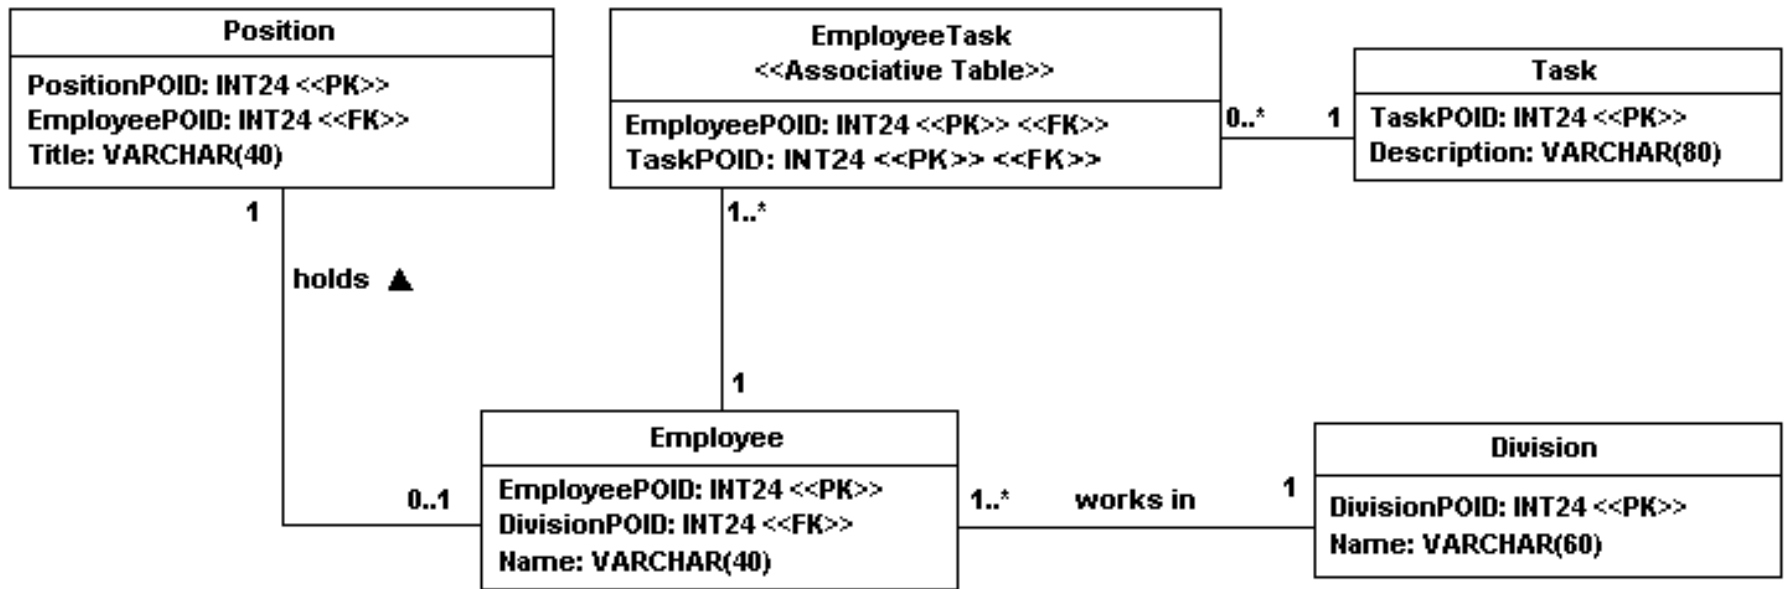 Position
PositionPOID: INT24 <<PK>>
EmployeePOID: INT24 <<FK>>
Title: VARCHAR(40)
EmployeeTask
<<Associative Table>>
EmployeePOID: INT24 <<PK>> <<FK>>
TaskPOID: INT24 <<PK>> <<FK>>
0..*
1
Task
TaskPOID: INT24 <<PK>>
Description: VARCHAR(80)
1
holds ▲
0..1
1..*
1
Employee
EmployeePOID: INT24 <<PK>>
DivisionPOID: INT24 <<FK>>
Name: VARCHAR(40)
1..*
works in
1
Division
DivisionPOID: INT24 <<PK>>
Name: VARCHAR(60)